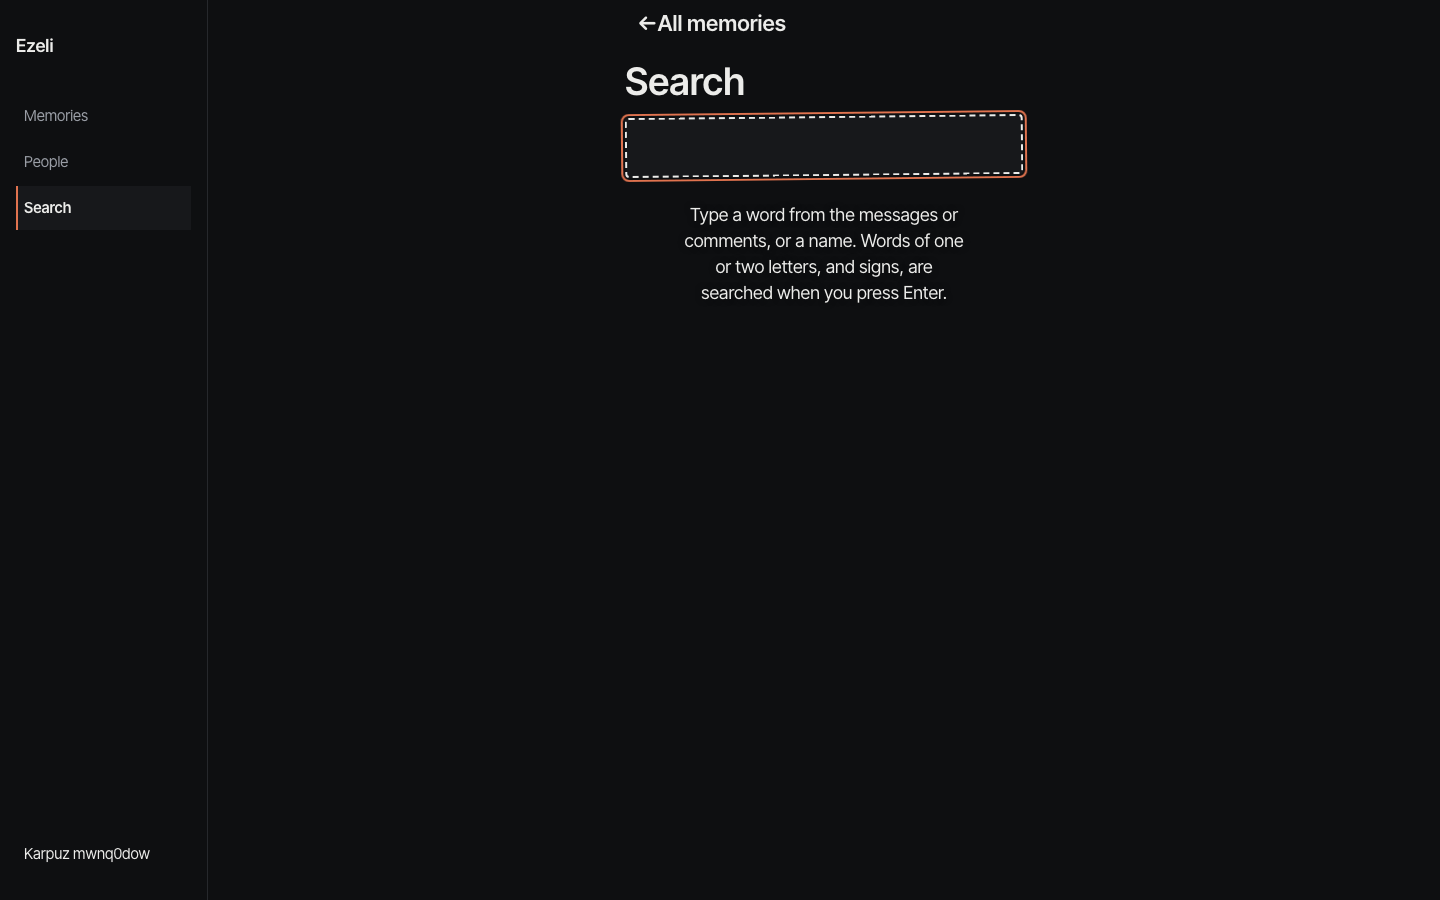 Ezeli
Memories
People
Search
Karpuz mwnq0dow
←All memories
Search
Type a word from the messages or
comments, or a name. Words of one
or two letters, and signs, are
searched when you press Enter.